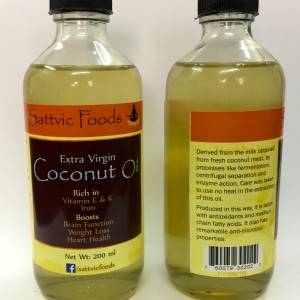 Sattvic Foods
Extra Virgin
Coconut Oil
Rich in
Vitamin E & K
Iron
Boosts
Brain Function
Weight Loss
Heart Health
Net Wt: 200 ml
/sattvicfoods
Derived from the milk obtained
from fresh coconut meat, by
processes like fermentation,
centrifugal separation and
enzyme action. Care was taken
to use no heat in the extraction
of this oil.
Produced in this way, it is laden
with antioxidants and medium
chain fatty acids. It also has
remarkable anti-microbial
properties.